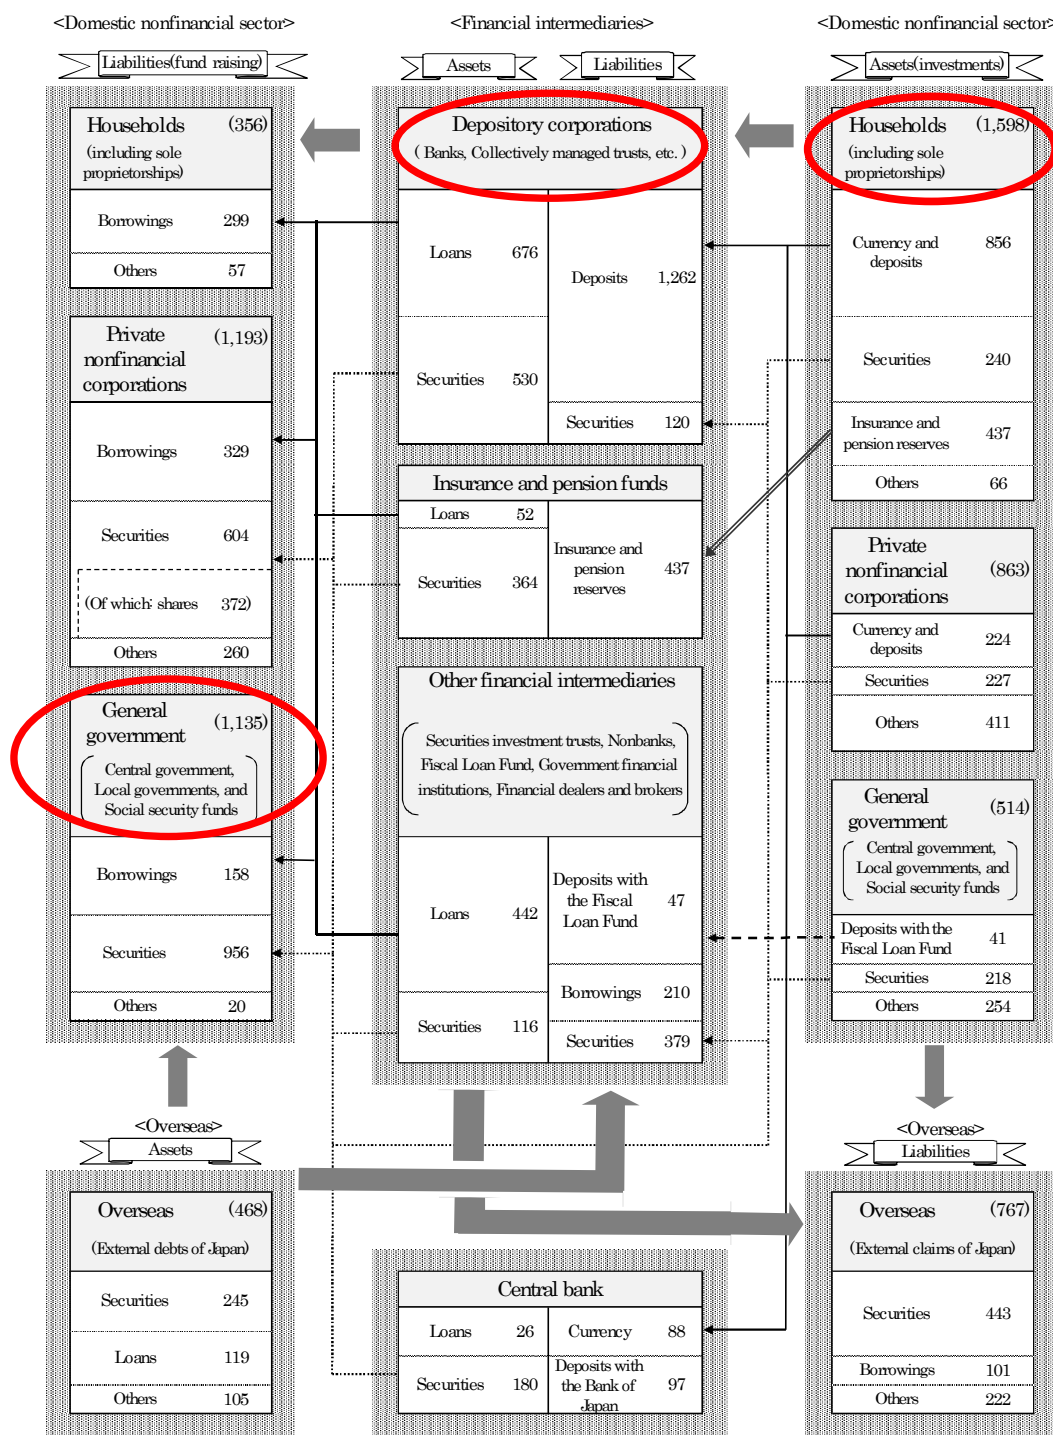 <Domestic nonfinancial sector>
Liabilities(fund raising)
Households (356)
(including sole
proprietorships)
Borrowings 299
Others 57
Private
nonfinancial
corporations
(1,193)
Borrowings 329
Securities 604
(Of which: shares 372)
Others 260
General
government
(1,135)
Central government,
Local governments, and
Social security funds
Borrowings 158
Securities 956
Others 20
<Overseas>
Assets
Overseas (468)
(External debts of Japan)
Securities 245
Loans 119
Others 105
<Financial intermediaries>
Assets
Liabilities
Depository corporations
( Banks, Collectively managed trusts, etc. )
Loans 676
Securities 530
Deposits 1,262
Securities 120
Insurance and pension funds
Loans 52
Securities 364
Insurance and
pension
reserves
437
Other financial intermediaries
Securities investment trusts, Nonbanks,
Fiscal Loan Fund, Government financial
institutions, Financial dealers and brokers
Loans 442
Securities 116
Deposits with
the Fiscal
Loan Fund
47
Borrowings 210
Securities 379
Central bank
Loans 26
Securities 180
Currency 88
Deposits with
the Bank of
Japan
97
<Domestic nonfinancial sector>
Assets(investments)
Households (1,598)
(including sole
proprietorships)
Currency and
deposits
856
Securities 240
Insurance and
pension reserves
437
Others 66
Private
nonfinancial
corporations
(863)
Currency and
deposits
224
Securities 227
Others 411
General
government
(514)
Central government,
Local governments, and
Social security funds
Deposits with the
Fiscal Loan Fund
41
Securities 218
Others 254
<Overseas>
Liabilities
Overseas (767)
(External claims of Japan)
Securities 443
Borrowings 101
Others 222